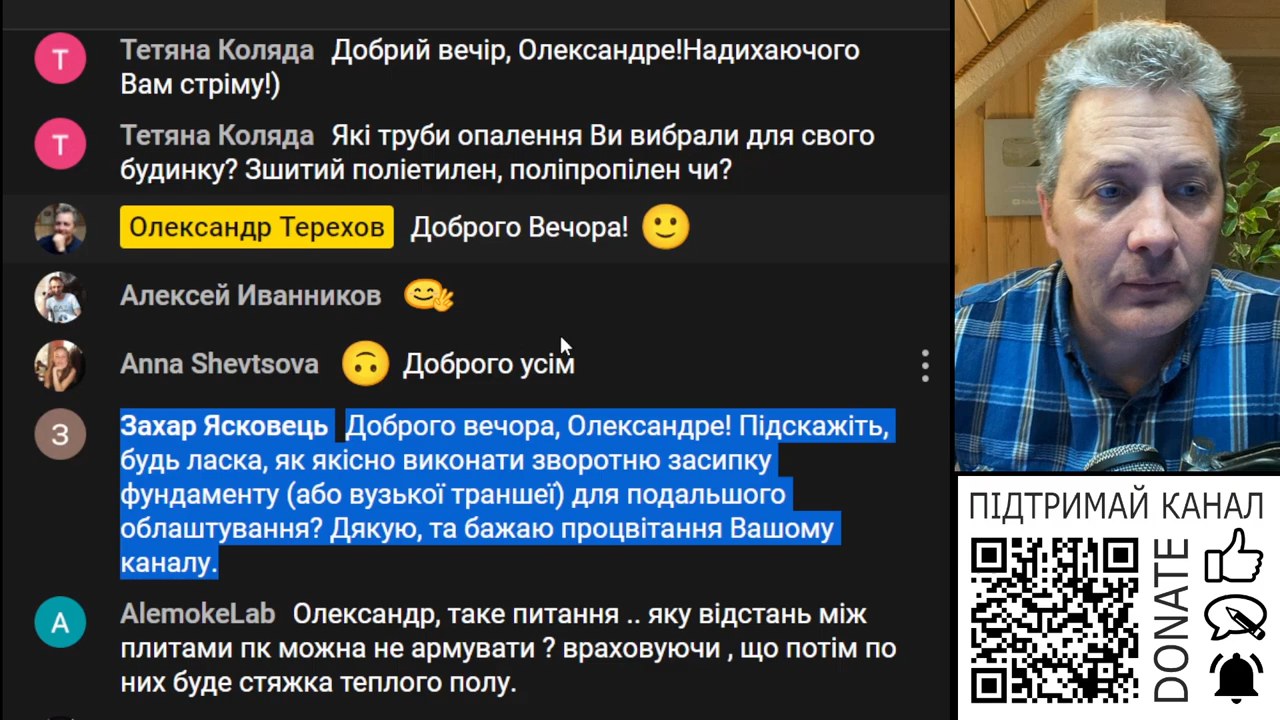 Т Тетяна Коляда Добрий вечір, Олександре!Надихаючого
Вам стріму!)
Т Тетяна Коляда Які труби опалення Ви вибрали для свого
будинку? Зшитий поліетилен, поліпропілен чи?
Олександр Терехов Доброго Вечора! 🙂
Алексей Иванников 😊👌
Anna Shevtsova 🙃 Доброго усім
З Захар Ясковець Доброго вечора, Олександре! Підскажіть,
будь ласка, як якісно виконати зворотню засипку
фундаменту (або вузької траншеї) для подальшого
облаштування? Дякую, та бажаю процвітання Вашому
каналу.
A AlemokeLab Олександр, таке питання .. яку відстань між
плитами пк можна не армувати ? враховуючи , що потім по
них буде стяжка теплого полу.
ПІДТРИМАЙ КАНАЛ
DONATE